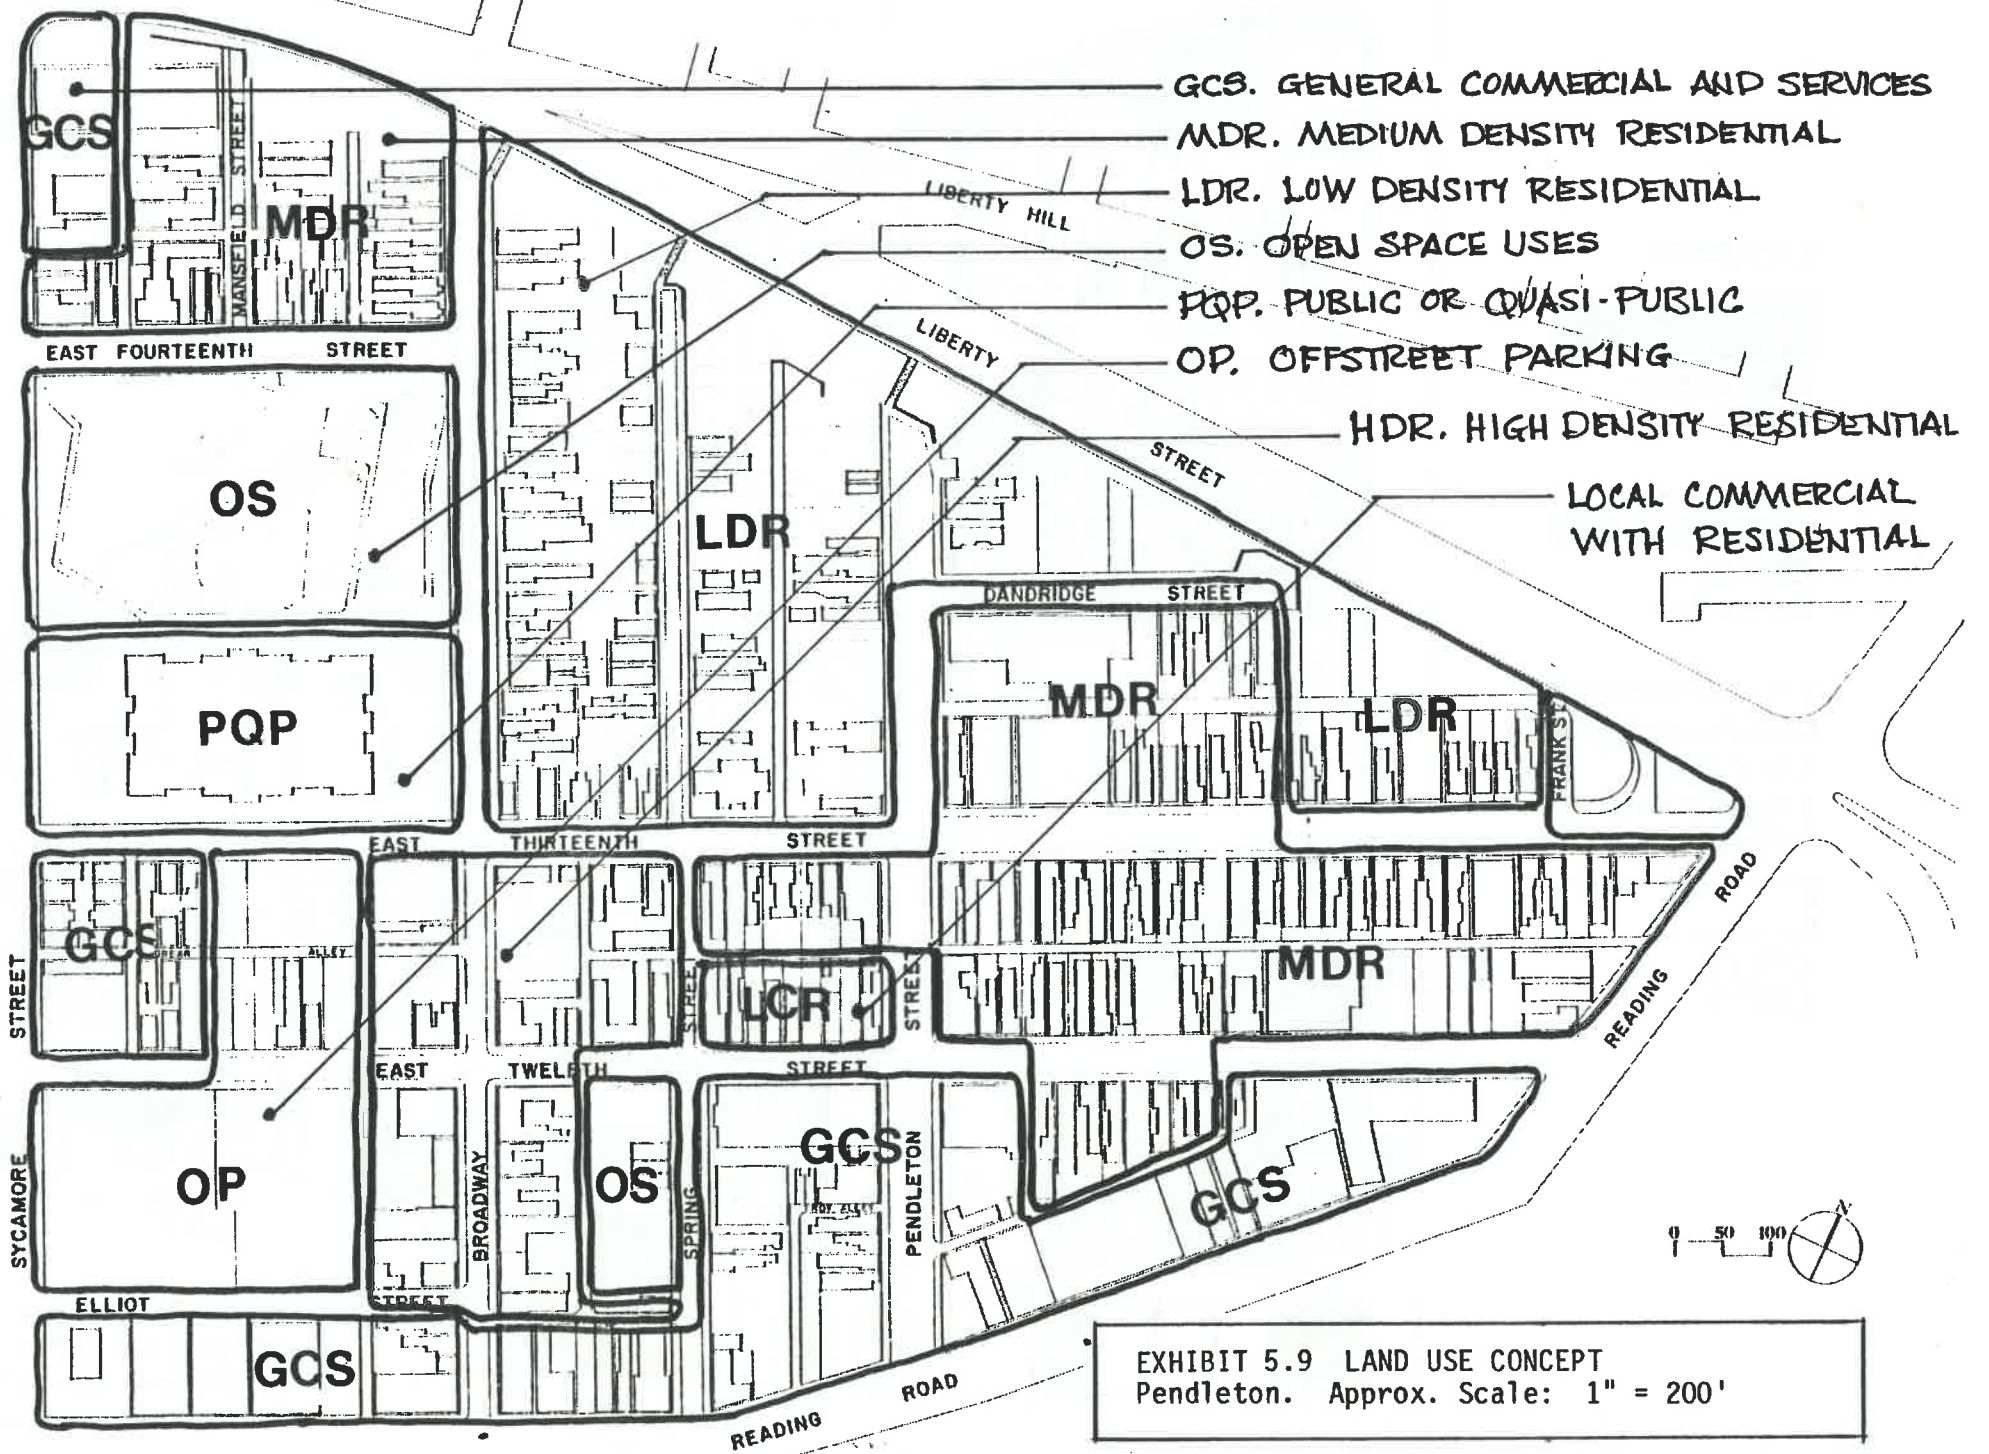 GCS. GENERAL COMMERCIAL AND SERVICES
MDR. MEDIUM DENSITY RESIDENTIAL
LDR. LOW DENSITY RESIDENTIAL
OS. OPEN SPACE USES
PQP. PUBLIC OR QUASI-PUBLIC
OP. OFFSTREET PARKING
HDR. HIGH DENSITY RESIDENTIAL
LOCAL COMMERCIAL
WITH RESIDENTIAL
GCS
MANSFIELD STREET
MDR
LIBERTY HILL
EAST FOURTEENTH STREET
LIBERTY STREET
OS
LDR
DANDRIDGE STREET
PQP
MDR
LDR
FRANK ST.
EAST THIRTEENTH STREET
GCS
ALLEY
LCR
MDR
READING ROAD
STREET
STREET
STREET
EAST TWELFTH STREET
OP
OS
GCS
GCS
SYCAMORE
BROADWAY
SPRING
PENDLETON
ELLIOT STREET
GCS
READING ROAD
0 50 100
N
EXHIBIT 5.9 LAND USE CONCEPT
Pendleton. Approx. Scale: 1" = 200'